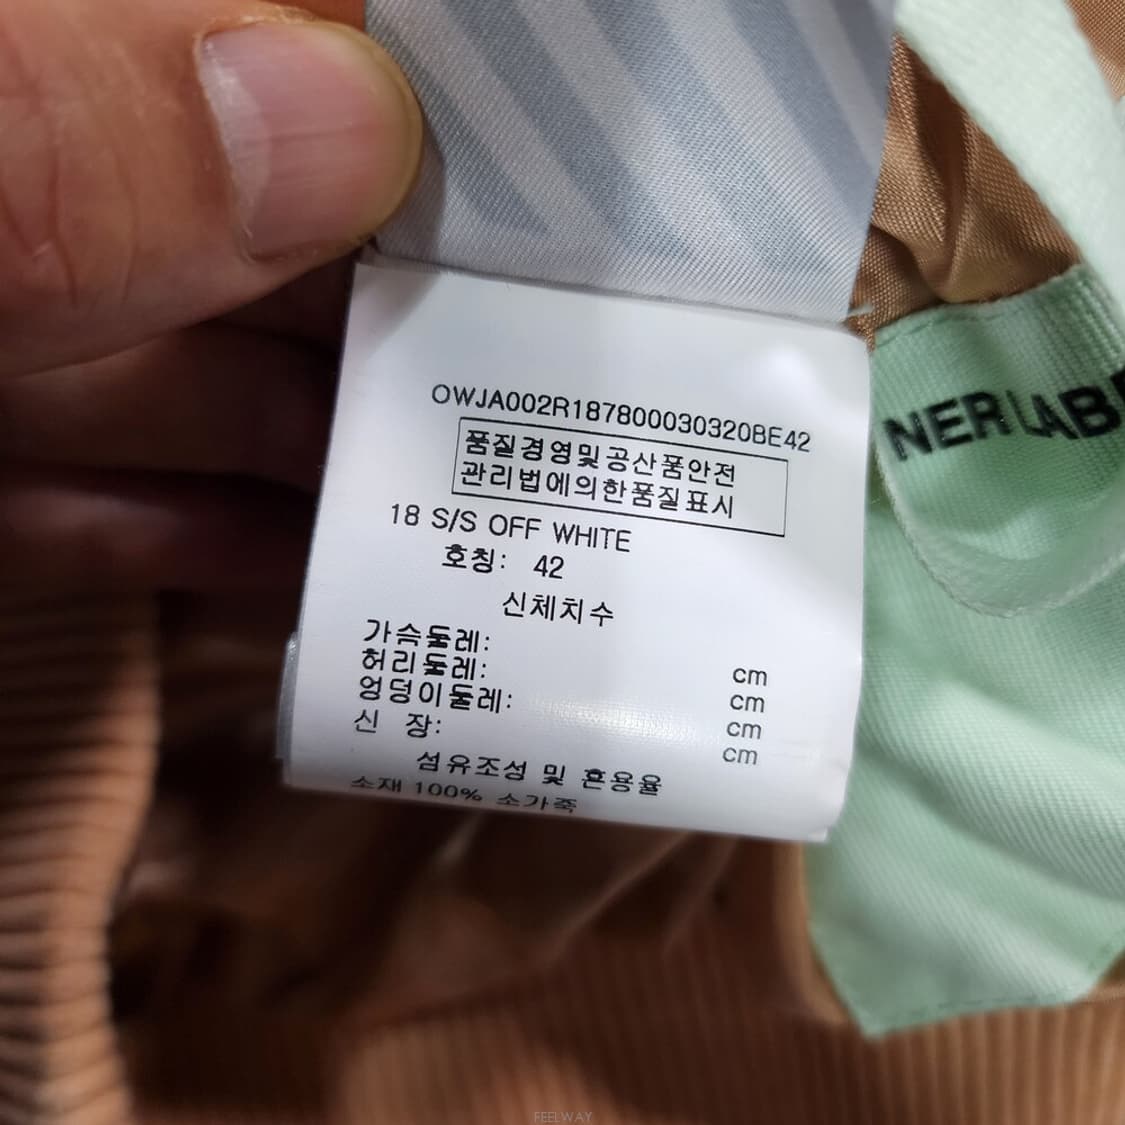 OWJA002R187800030320BE42
품질경영및공산품안전
관리법에의한품질표시
18 S/S OFF WHITE
호칭: 42
신체치수
가슴둘레: cm
허리둘레: cm
엉덩이둘레: cm
신 장: cm
섬유조성 및 혼용율
소재 100% 소가죽
NER LAB
FEELWAY